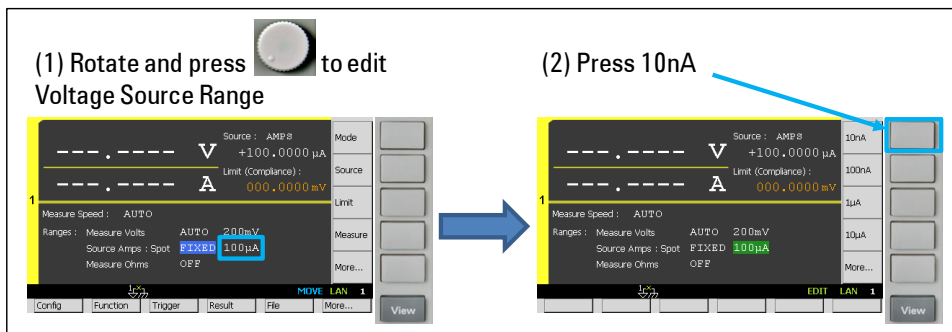 (1) Rotate and press to edit
Voltage Source Range
---.---- V
Source : AMPS
+100.0000 µA
Limit (Compliance) :
---.---- A
000.0000 mV
1
Measure Speed : AUTO
Ranges : Measure Volts AUTO 200mV
Source Amps : Spot FIXED 100µA
Measure Ohms OFF
MOVE LAN 1
Mode
Source
Limit
Measure
More...
Config Function Trigger Result File More...
View
(2) Press 10nA
---.---- V
Source : AMPS
+100.0000 µA
Limit (Compliance) :
---.---- A
000.0000 mV
1
Measure Speed : AUTO
Ranges : Measure Volts AUTO 200mV
Source Amps : Spot FIXED 100µA
Measure Ohms OFF
EDIT LAN 1
10nA
100nA
1µA
10µA
More...
View